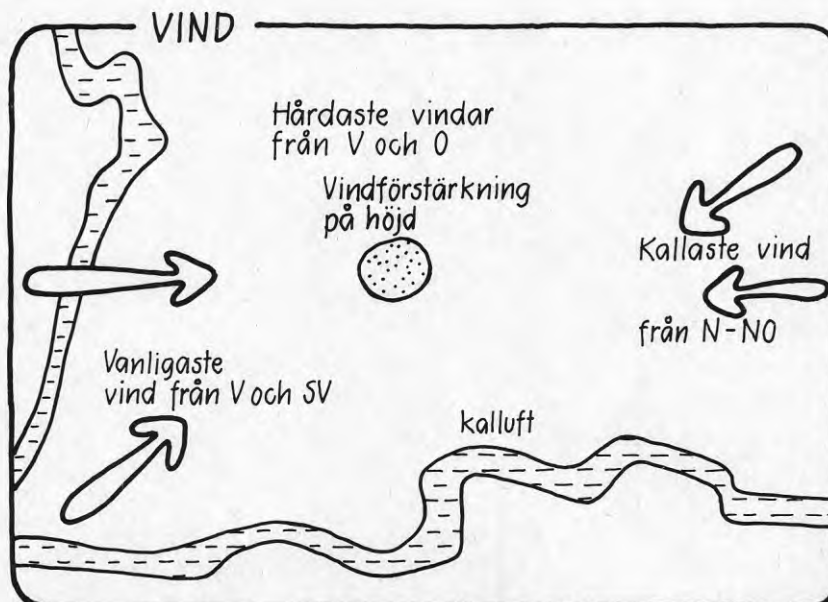 VIND
Hårdaste vindar
från V och O
Vindförstärkning
på höjd
Kallaste vind
från N-NO
Vanligaste
vind från V och SV
kalluft